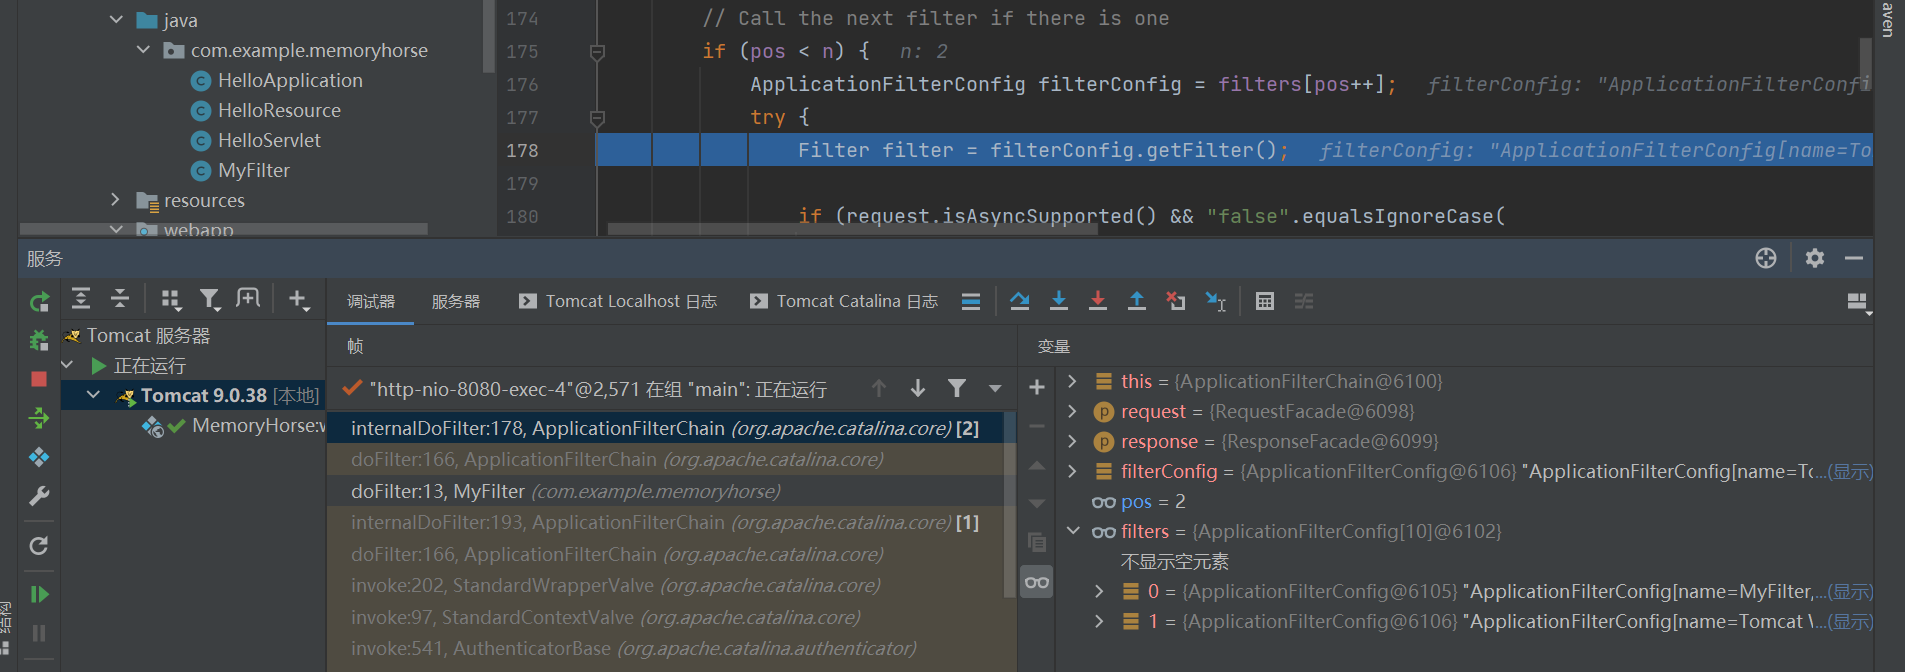 java
com.example.memoryhorse
HelloApplication
HelloResource
HelloServlet
MyFilter
resources
webapp
174 // Call the next filter if there is one
175 if (pos < n) { n: 2
176 ApplicationFilterConfig filterConfig = filters[pos++]; filterConfig: "ApplicationFilterConfi
177 try {
178 Filter filter = filterConfig.getFilter(); filterConfig: "ApplicationFilterConfig[name=To
179
180 if (request.isAsyncSupported() && "false".equalsIgnoreCase(
aven
服务
调试器 服务器 Tomcat Localhost 日志 Tomcat Catalina 日志
Tomcat 服务器
正在运行
Tomcat 9.0.38 [本地]
MemoryHorse:
结构
帧
"http-nio-8080-exec-4"@2,571 在组 "main": 正在运行
internalDoFilter:178, ApplicationFilterChain (org.apache.catalina.core) [2]
doFilter:166, ApplicationFilterChain (org.apache.catalina.core)
doFilter:13, MyFilter (com.example.memoryhorse)
internalDoFilter:193, ApplicationFilterChain (org.apache.catalina.core) [1]
doFilter:166, ApplicationFilterChain (org.apache.catalina.core)
invoke:202, StandardWrapperValve (org.apache.catalina.core)
invoke:97, StandardContextValve (org.apache.catalina.core)
invoke:541, AuthenticatorBase (org.apache.catalina.authenticator)
变量
this = {ApplicationFilterChain@6100}
request = {RequestFacade@6098}
response = {ResponseFacade@6099}
filterConfig = {ApplicationFilterConfig@6106} "ApplicationFilterConfig[name=To...(显示)
pos = 2
filters = {ApplicationFilterConfig[10]@6102}
不显示空元素
0 = {ApplicationFilterConfig@6105} "ApplicationFilterConfig[name=MyFilter,...(显示)
1 = {ApplicationFilterConfig@6106} "ApplicationFilterConfig[name=Tomcat \...(显示)